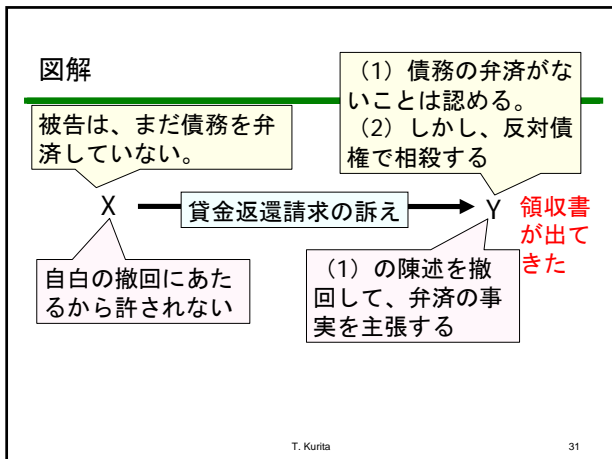 図解
（1）債務の弁済がな
いことは認める。
（2）しかし、反対債
権で相殺する
被告は、まだ債務を弁
済していない。
X
貸金返還請求の訴え
Y
領収書
が出て
きた
自白の撤回にあた
るから許されない
（1）の陳述を撤
回して、弁済の事
実を主張する
T. Kurita
31